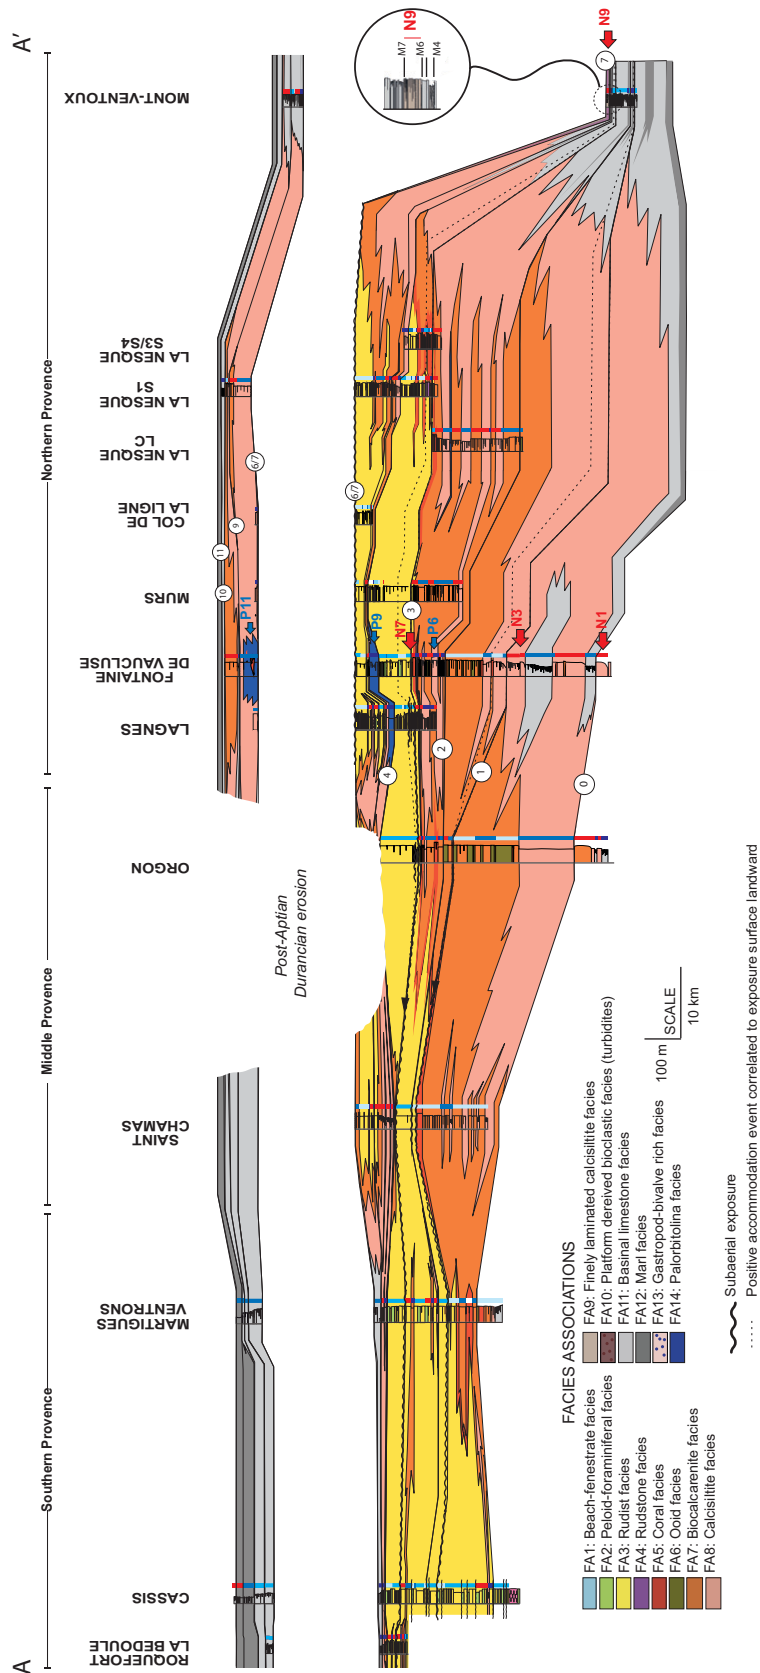 A
A'
Southern Provence
Middle Provence
Northern Provence
ROQUEFORT
LA BEDOULE
CASSIS
MARTIGUES
VENTRONS
SAINT
CHAMAS
ORGON
LAGNES
FONTAINE
DE VAUCLUSE
MURS
COL DE
LA LIGNE
LA NESQUE
LC
LA NESQUE
S1
LA NESQUE
S3/S4
MONT-VENTOUX
Post-Aptian
Durancian erosion
11
10
9
6/7
P11
6/7
4
3
2
1
0
7
P9
N7
P6
N3
N1
N9
M7
N9
M6
M4
FACIES ASSOCIATIONS
FA1: Beach-fenestrate facies
FA2: Peloid-foraminiferal facies
FA3: Rudist facies
FA4: Rudstone facies
FA5: Coral facies
FA6: Ooid facies
FA7: Biocalcarenite facies
FA8: Calcisiltite facies
FA9: Finely laminated calcisiltite facies
FA10: Platform dereived bioclastic facies (turbidites)
FA11: Basinal limestone facies
FA12: Marl facies
FA13: Gastropod-bivalve rich facies
FA14: Palorbitolina facies
100 m
SCALE
10 km
Subaerial exposure
Positive accommodation event correlated to exposure surface landward